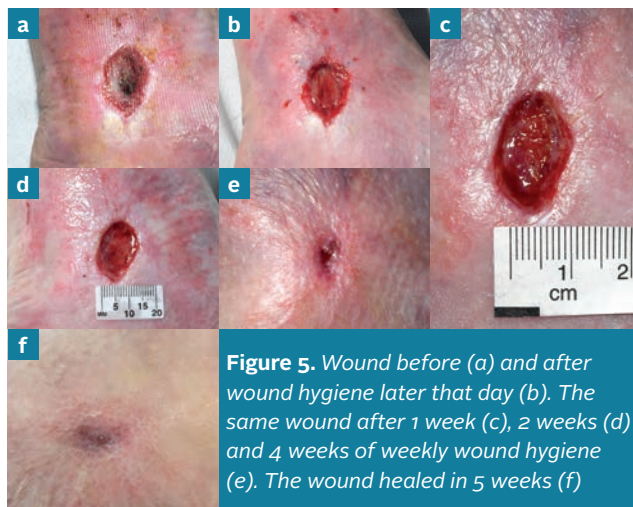 a
b
c
d
e
1
2
cm
5
15
mm
10
20
f
Figure 5. Wound before (a) and after
wound hygiene later that day (b). The
same wound after 1 week (c), 2 weeks (d)
and 4 weeks of weekly wound hygiene
(e). The wound healed in 5 weeks (f)